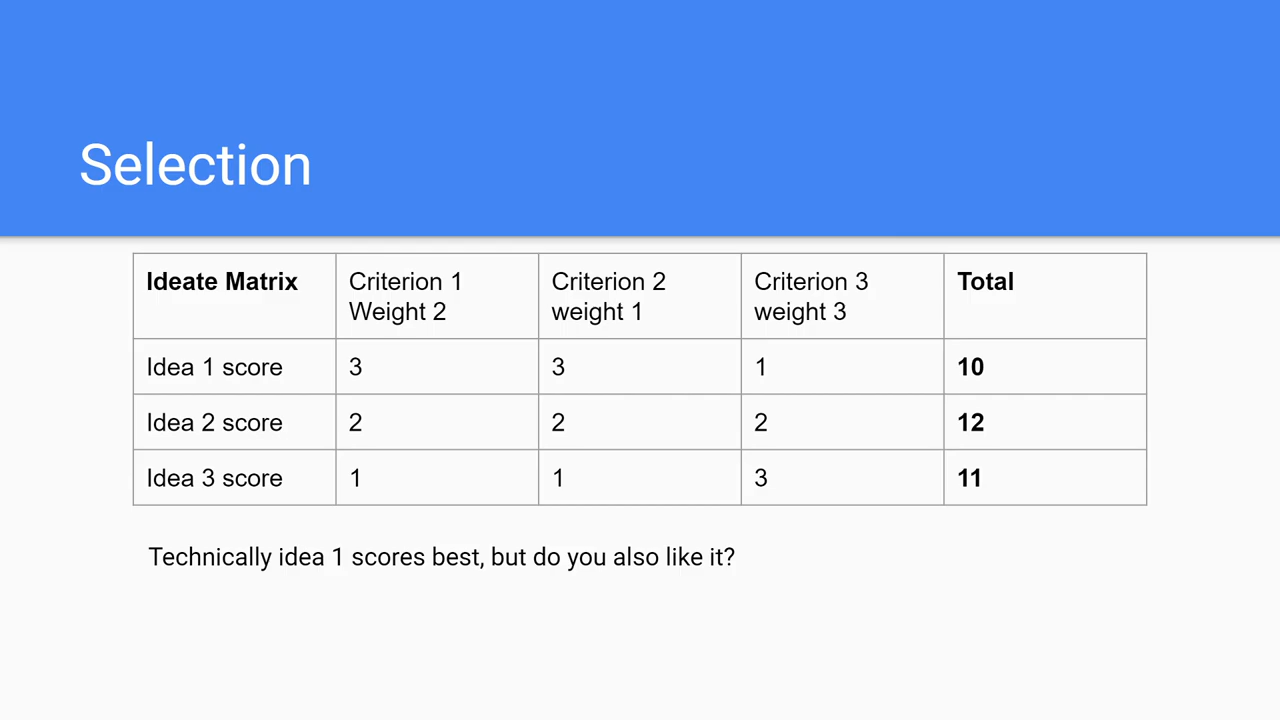 Selection
Ideate Matrix Criterion 1 Criterion 2 Criterion 3 Total
Weight 2 weight 1 weight 3
Idea 1 score 3 3 1 10
Idea 2 score 2 2 2 12
Idea 3 score 1 1 3 11
Technically idea 1 scores best, but do you also like it?